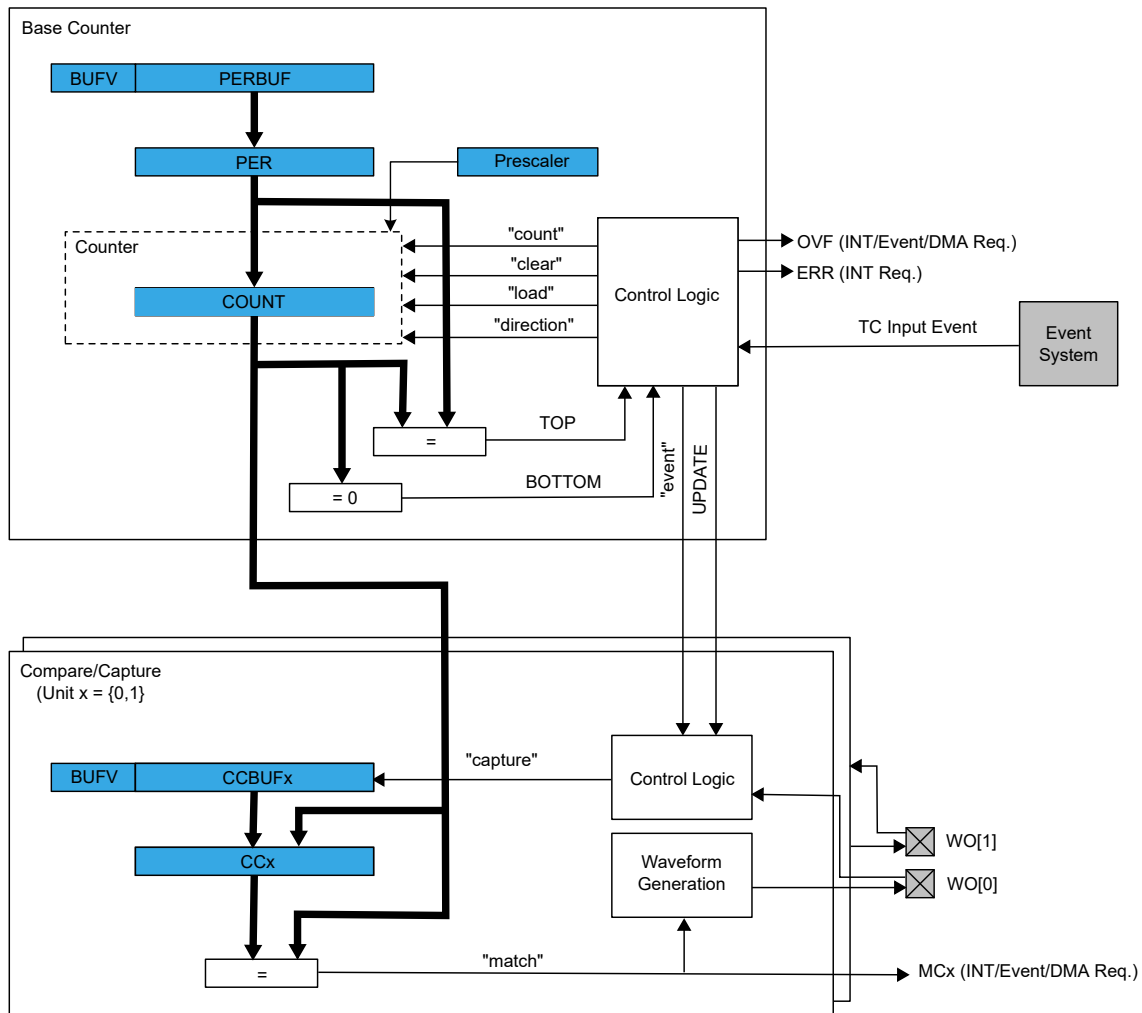 Base Counter
BUFV
PERBUF
PER
Prescaler
Counter
"count"
"clear"
"load"
"direction"
COUNT
Control Logic
OVF (INT/Event/DMA Req.)
ERR (INT Req.)
TC Input Event
Event
System
=
TOP
= 0
BOTTOM
"event"
UPDATE
Compare/Capture
(Unit x = {0,1}
BUFV
CCBUFx
"capture"
Control Logic
CCx
Waveform
Generation
WO[1]
WO[0]
=
"match"
MCx (INT/Event/DMA Req.)